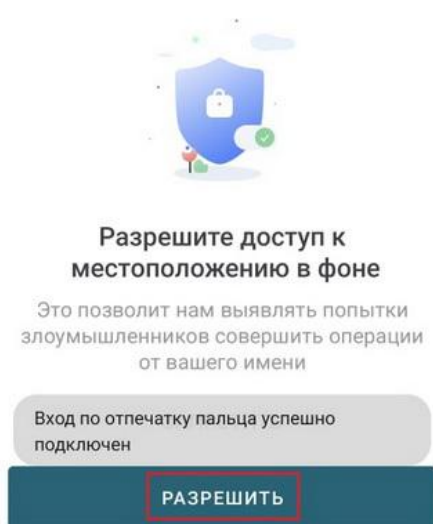 Разрешите доступ к
местоположению в фоне
Это позволит нам выявлять попытки
злоумышленников совершить операции
от вашего имени
Вход по отпечатку пальца успешно
подключен
РАЗРЕШИТЬ